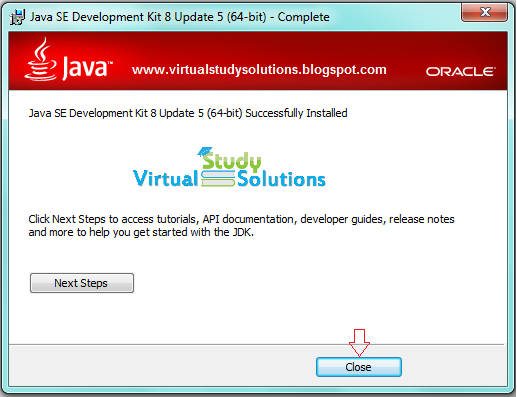 Java SE Development Kit 8 Update 5 (64-bit) - Complete
Java™ www.virtualstudysolutions.blogspot.com ORACLE
Java SE Development Kit 8 Update 5 (64-bit) Successfully Installed
Study
Virtual Solutions
Click Next Steps to access tutorials, API documentation, developer guides, release notes
and more to help you get started with the JDK.
Next Steps
Close